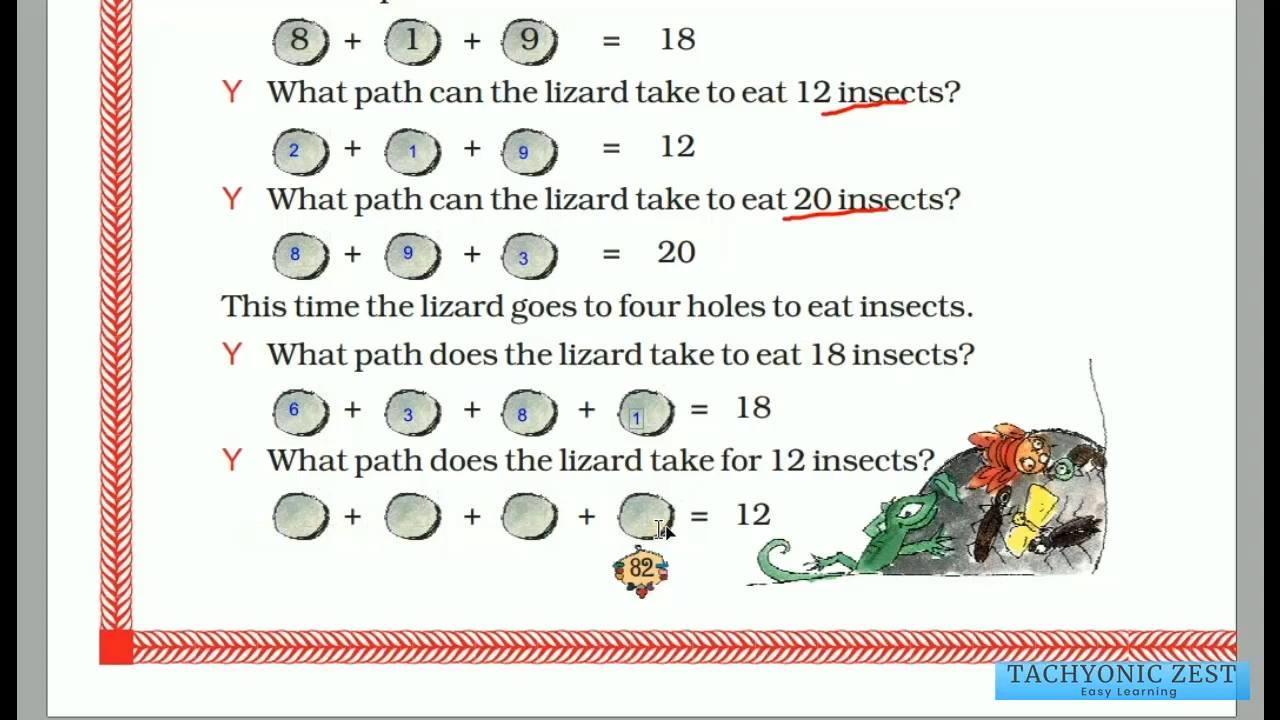 8 + 1 + 9 = 18
Y What path can the lizard take to eat 12 insects?
2 + 1 + 9 = 12
Y What path can the lizard take to eat 20 insects?
8 + 9 + 3 = 20
This time the lizard goes to four holes to eat insects.
Y What path does the lizard take to eat 18 insects?
6 + 3 + 8 + 1 = 18
Y What path does the lizard take for 12 insects?
+ + + = 12
82
TACHYONIC ZEST
Easy Learning